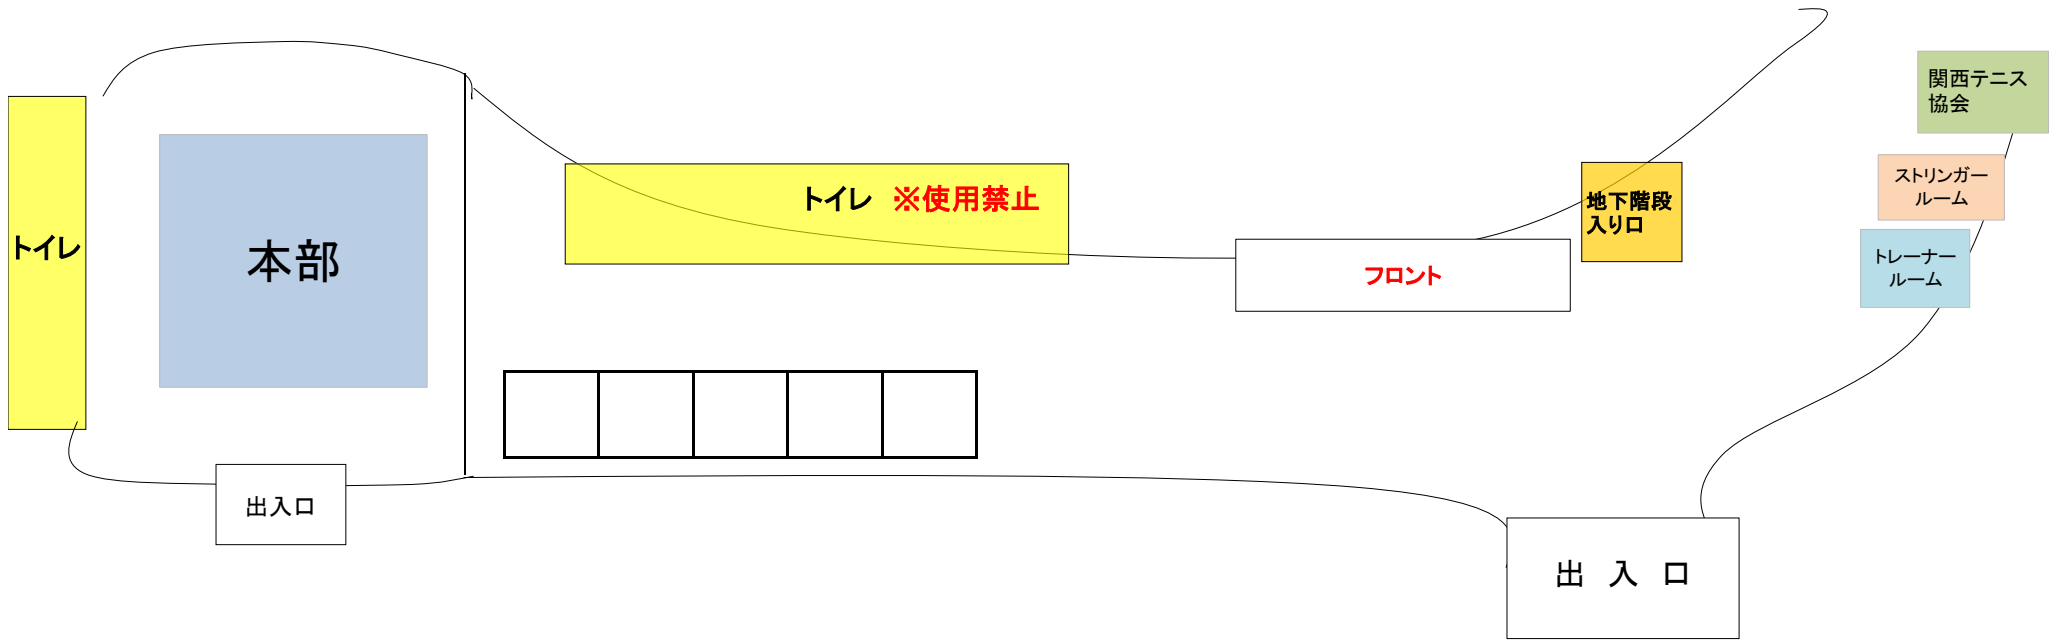 関西テニス
協会
ストリンガー
ルーム
トイレ ※使用禁止
地下階段
入り口
トイレ
本部
トレーナー
ルーム
フロント
出入口
出 入 口